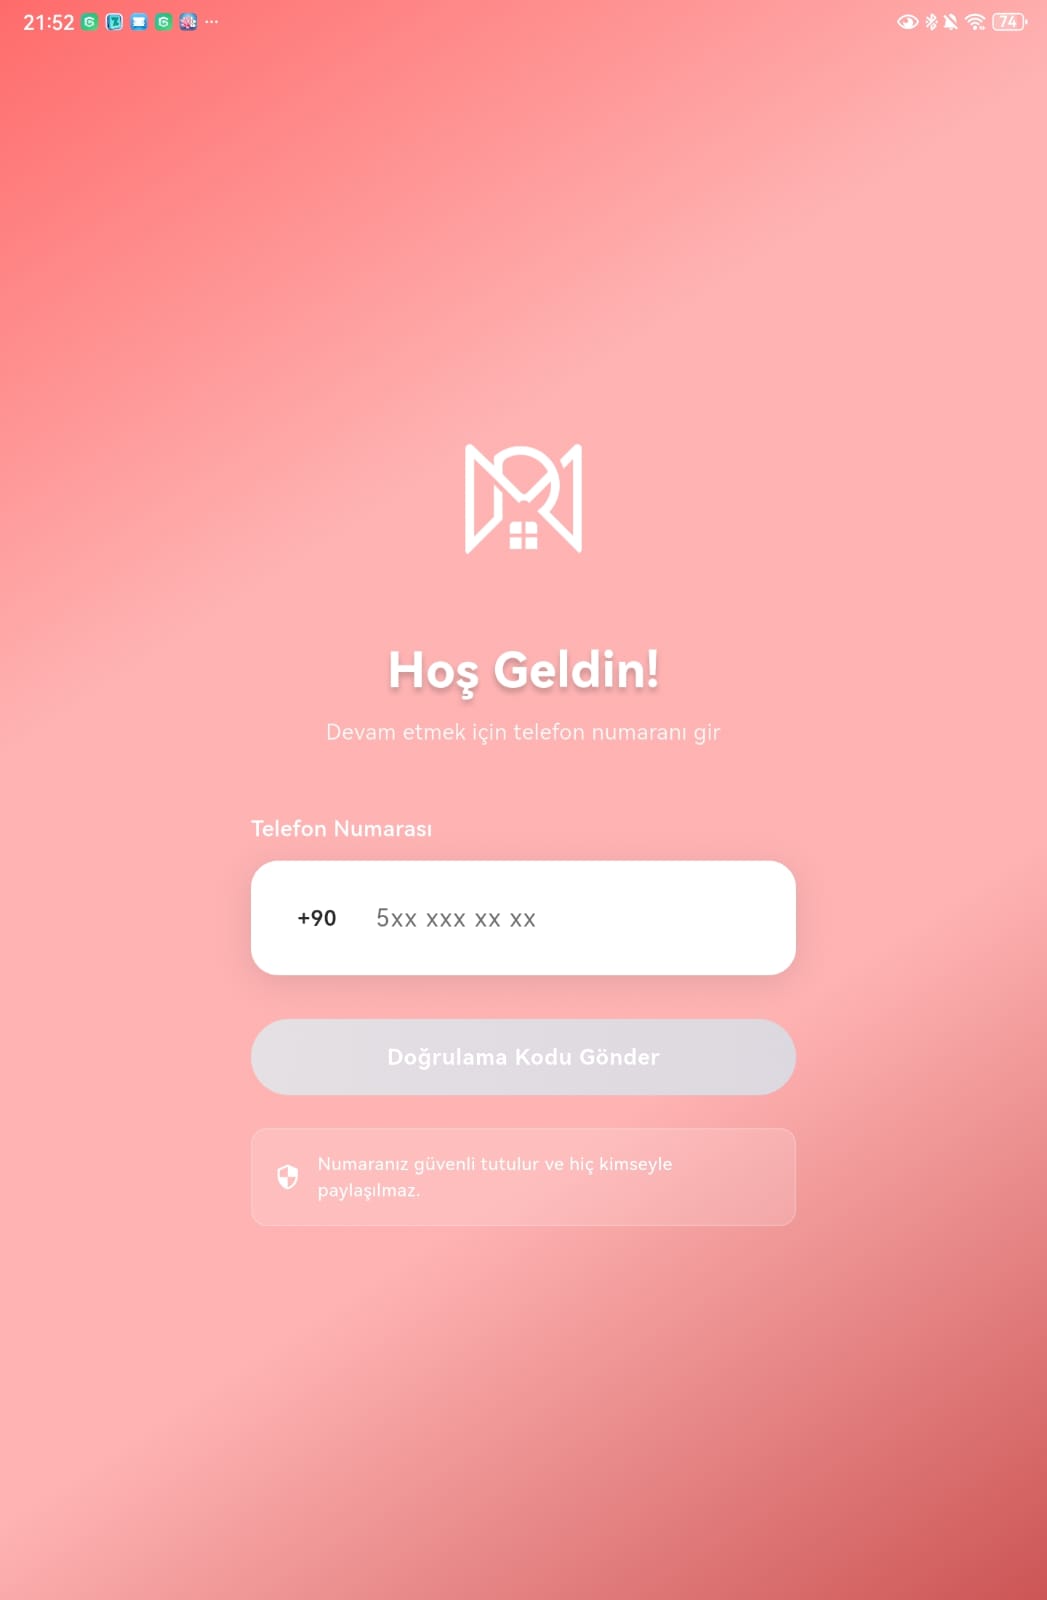 21:52
74
Hoş Geldin!
Devam etmek için telefon numaranı gir
Telefon Numarası
+90 5xx xxx xx xx
Doğrulama Kodu Gönder
Numaranız güvenli tutulur ve hiç kimseyle
paylaşılmaz.